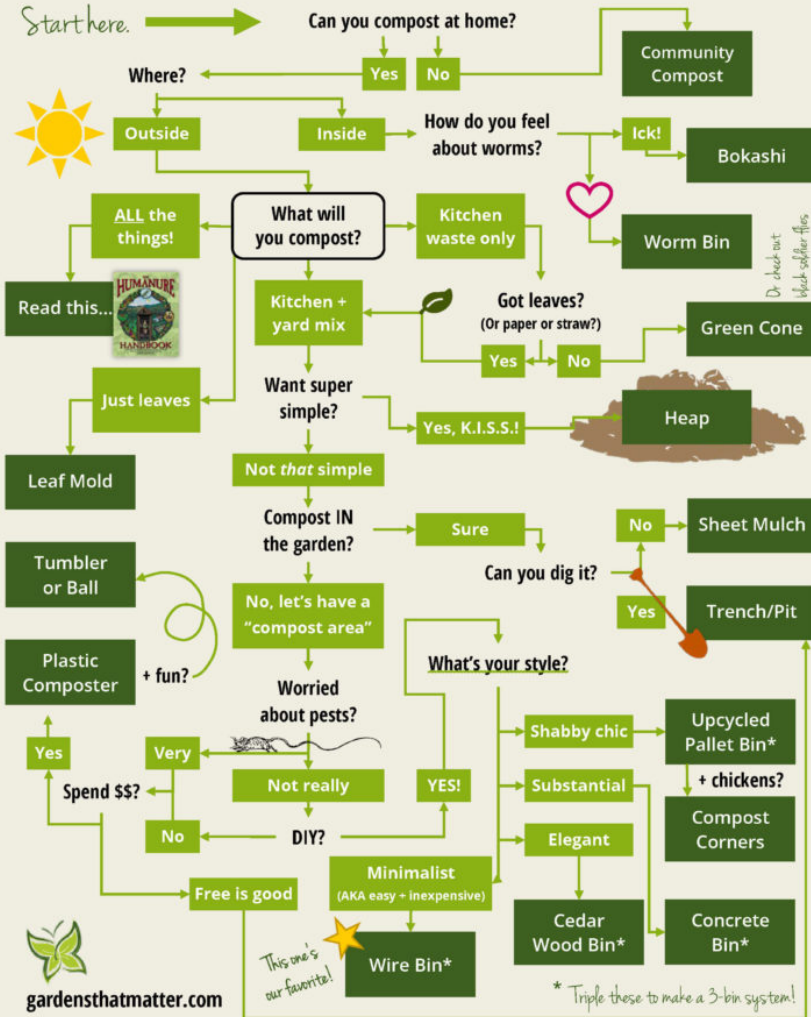 Start here.
Can you compost at home?
Yes
No
Community
Compost
Where?
Outside
Inside
How do you feel
about worms?
Ick!
Bokashi
Worm Bin
Or check out
black soldier flies
ALL the
things!
What will
you compost?
Kitchen
waste only
Read this...
THE
HUMANURE
HANDBOOK
Kitchen +
yard mix
Got leaves?
(Or paper or straw?)
Yes
No
Green Cone
Just leaves
Want super
simple?
Yes, K.I.S.S.!
Heap
Leaf Mold
Not that simple
Compost IN
the garden?
Sure
Can you dig it?
No
Sheet Mulch
Yes
Trench/Pit
Tumbler
or Ball
No, let's have a
"compost area"
Plastic
Composter
+ fun?
What's your style?
Worried
about pests?
Shabby chic
Upcycled
Pallet Bin*
Yes
Very
Spend $$?
Not really
YES!
Substantial
+ chickens?
Compost
Corners
No
DIY?
Elegant
Free is good
Minimalist
(AKA easy + inexpensive)
Cedar
Wood Bin*
Concrete
Bin*
This one's
our favorite!
Wire Bin*
gardensthatmatter.com
* Triple these to make a 3-bin system!